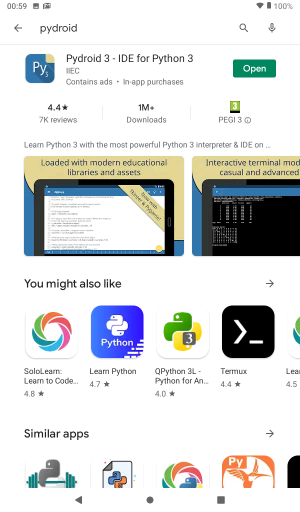 00:59
100%
pydroid
Pydroid 3 - IDE for Python 3
IIEC
Contains ads • In-app purchases
Open
4.4★
7K reviews
1M+
Downloads
3
PEGI 3
Learn Python 3 with the most powerful Python 3 interpreter & IDE on ...
Loaded with modern educational
libraries and assets
Interactive terminal mod
casual and advanced
You might also like
Python
3
SoloLearn:
Learn to Code...
4.8 ★
Learn Python
4.7 ★
QPython 3L -
Python for An...
4.0 ★
Termux
4.4 ★
Lear
4.5
Similar apps